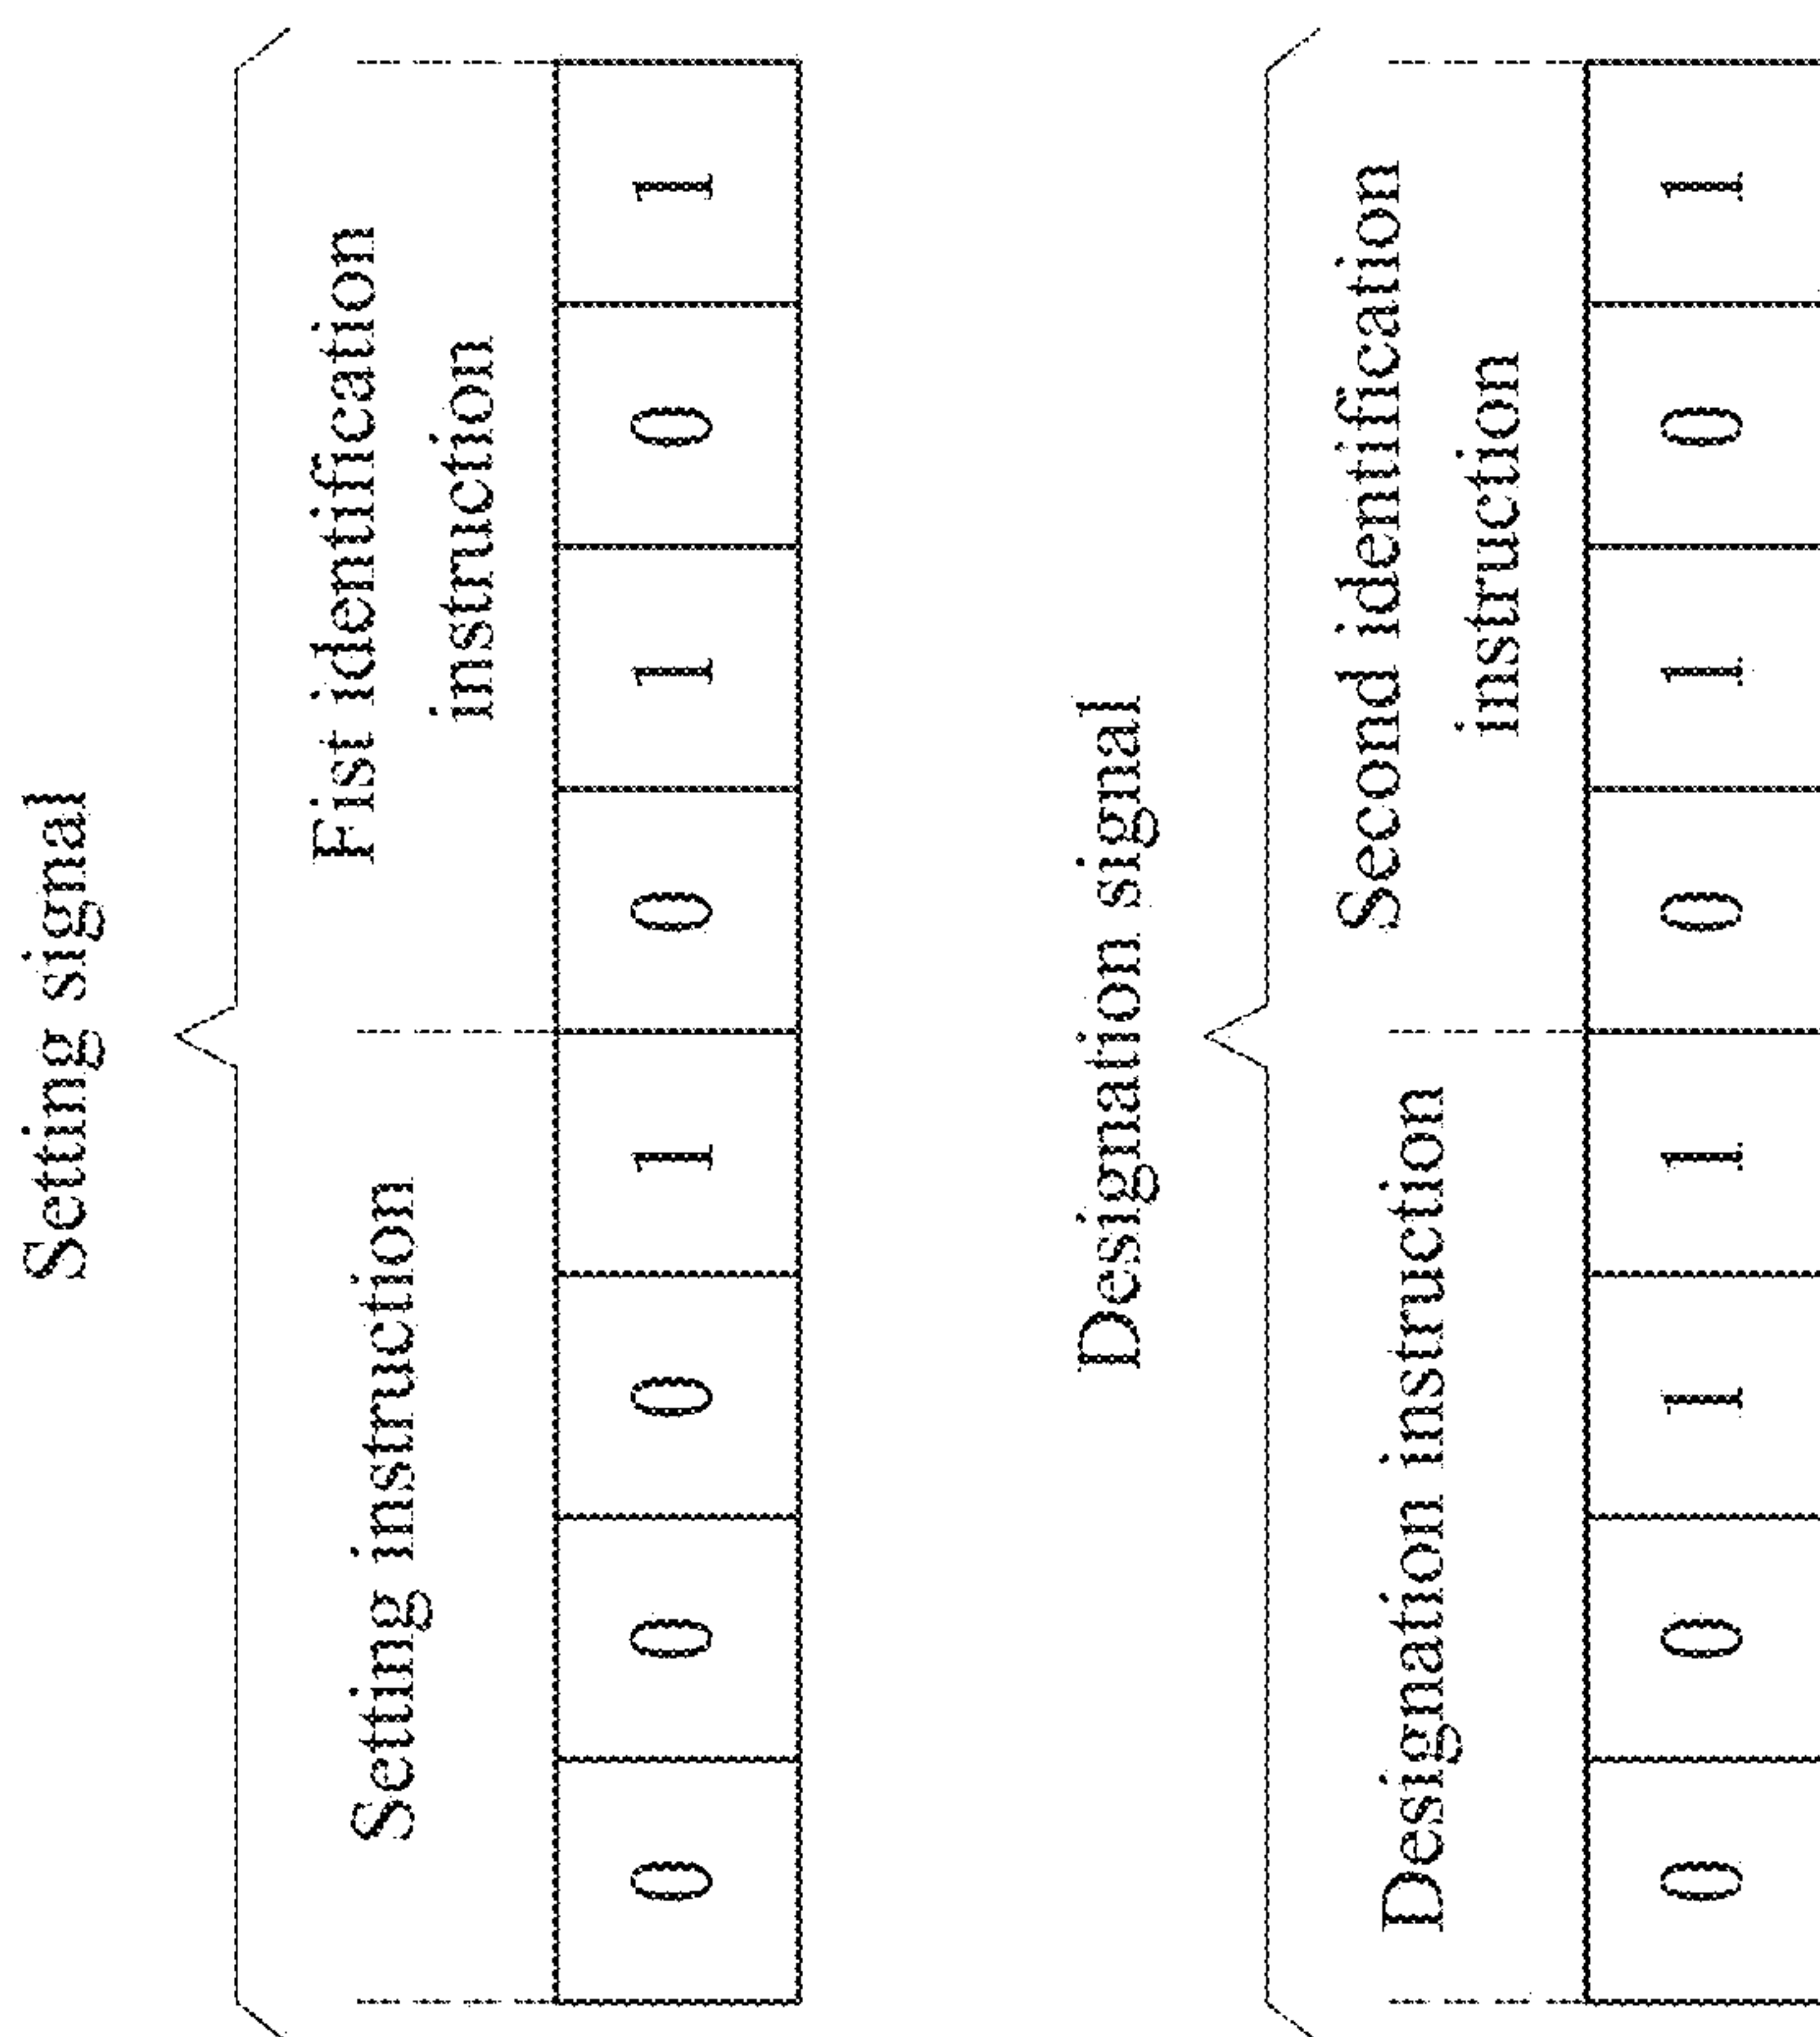 Setting signal
Setting instruction
Fist identification
instruction
0 0 0 1 0 1 0 1
Designation signal
Designation instruction
Second identification
instruction
0 0 1 1 0 1 0 1